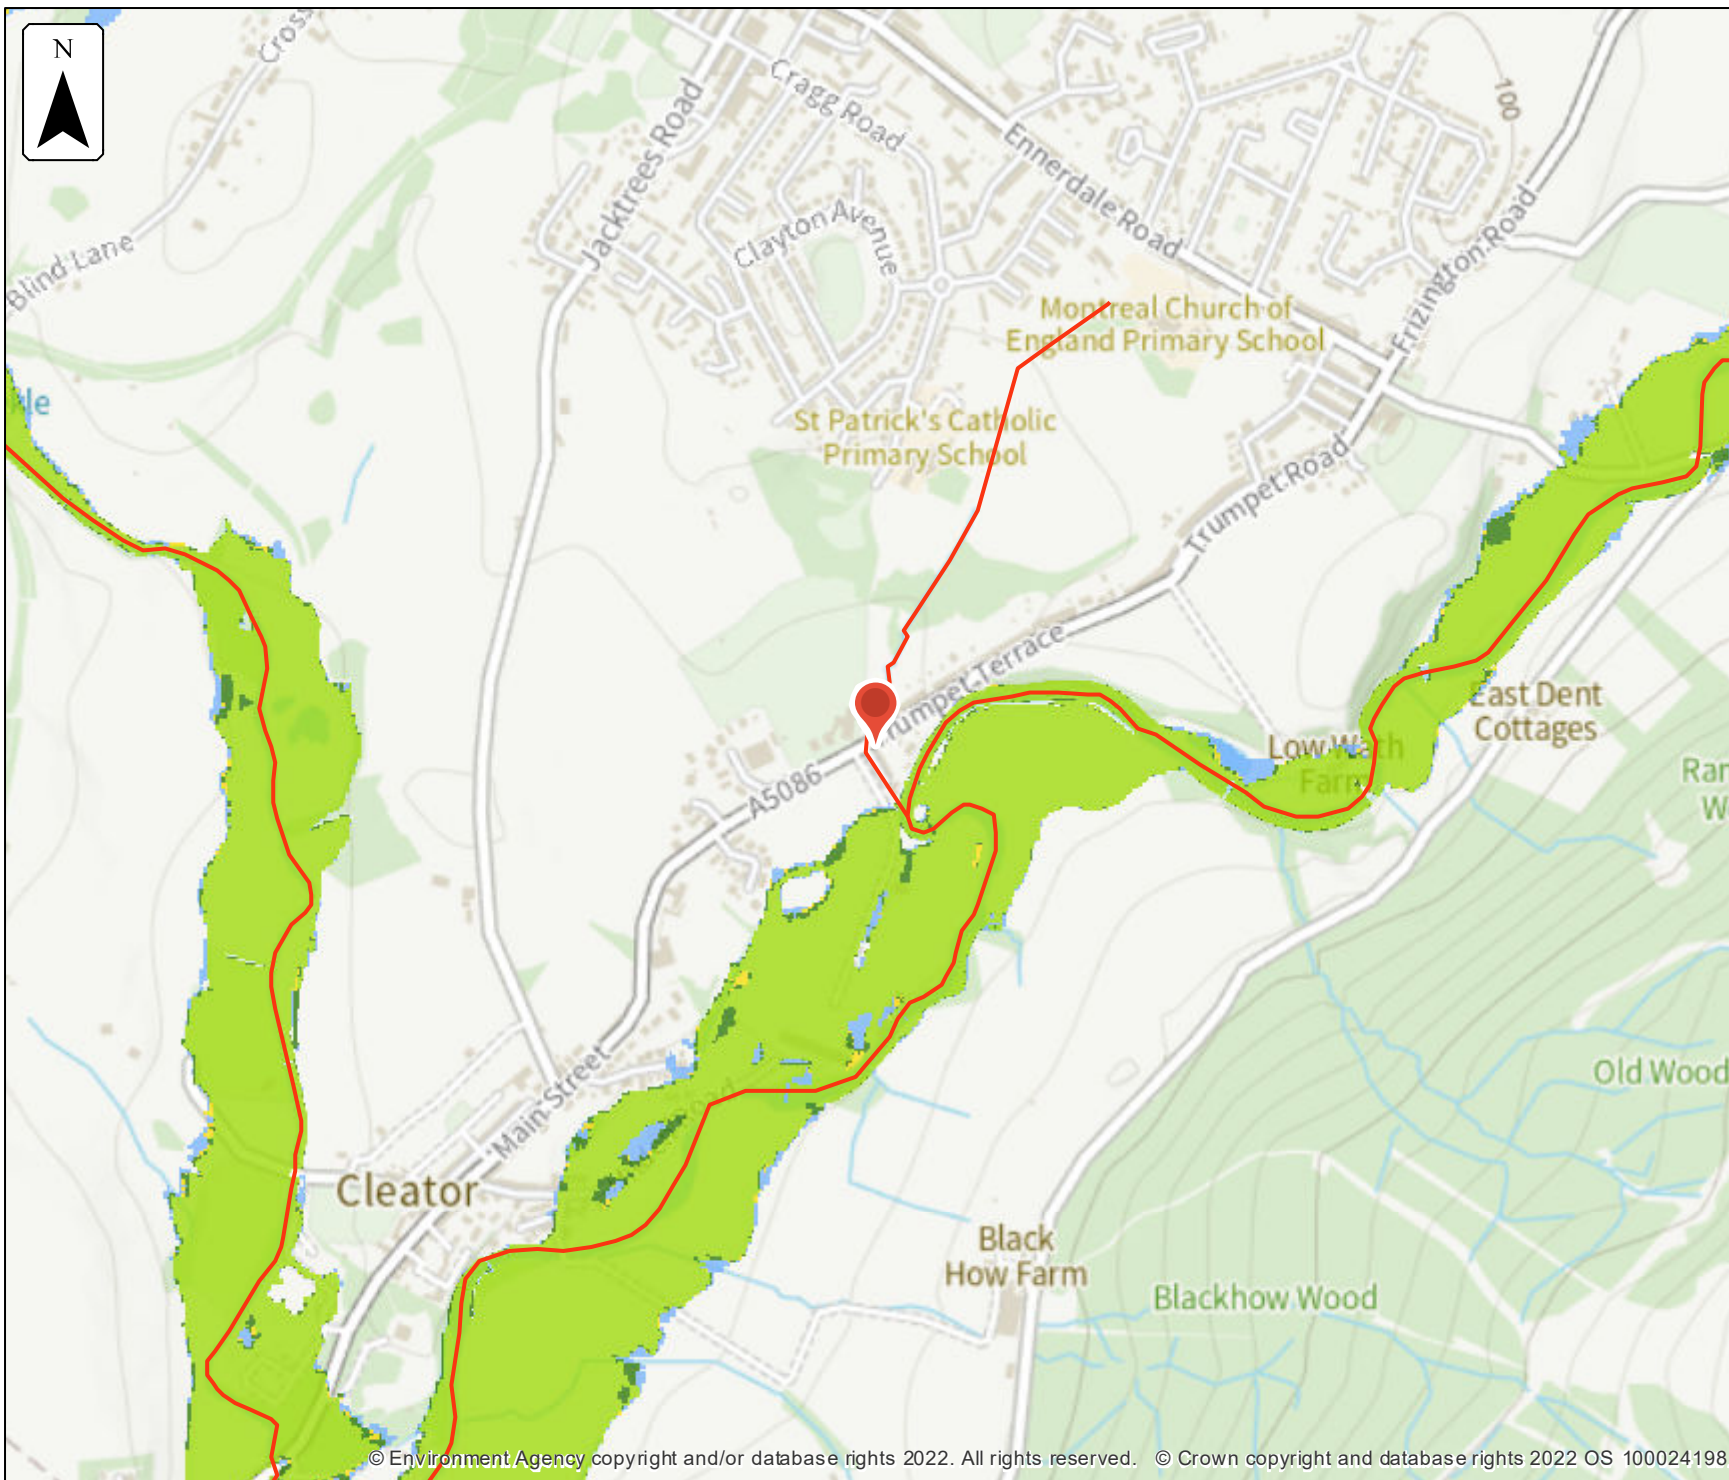 N
Cross
Cragg Road
Jacktrees Road
100
Ennerdale Road
Clayton Avenue
Frizington Road
Blind Lane
Montreal Church of
England Primary School
St Patrick's Catholic
Primary School
Trumpet Road
Trumpet Terrace
East Dent
Cottages
Low Wath
Farm
A5086
Main Street
Old Wood
Cleator
Black
How Farm
Blackhow Wood
© Environment Agency copyright and/or database rights 2022. All rights reserved. © Crown copyright and database rights 2022 OS 100024198